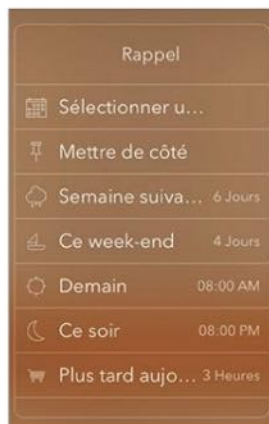 Rappel
Sélectionner u...
Mettre de côté
Semaine suiva... 6 Jours
Ce week-end 4 Jours
Demain 08:00 AM
Ce soir 08:00 PM
Plus tard aujo... 3 Heures